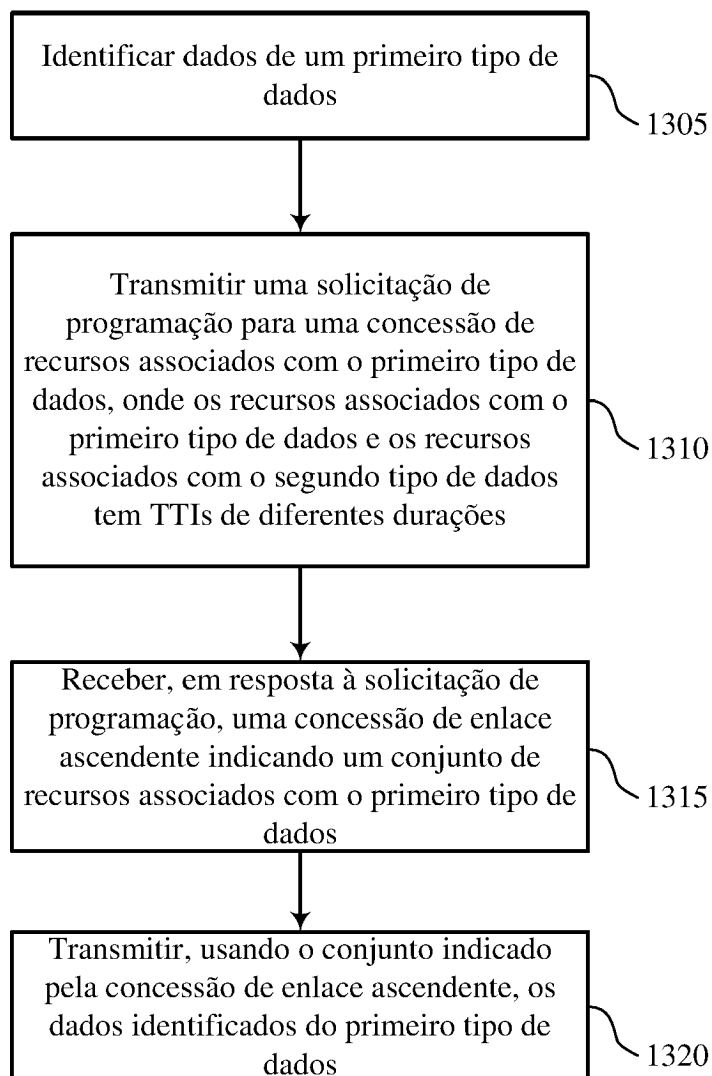 Identificar dados de um primeiro tipo de
dados
1305
Transmitir uma solicitação de
programação para uma concessão de
recursos associados com o primeiro tipo de
dados, onde os recursos associados com o
primeiro tipo de dados e os recursos
associados com o segundo tipo de dados
tem TTIs de diferentes durações
1310
Receber, em resposta à solicitação de
programação, uma concessão de enlace
ascendente indicando um conjunto de
recursos associados com o primeiro tipo de
dados
1315
Transmitir, usando o conjunto indicado
pela concessão de enlace ascendente, os
dados identificados do primeiro tipo de
dados
1320